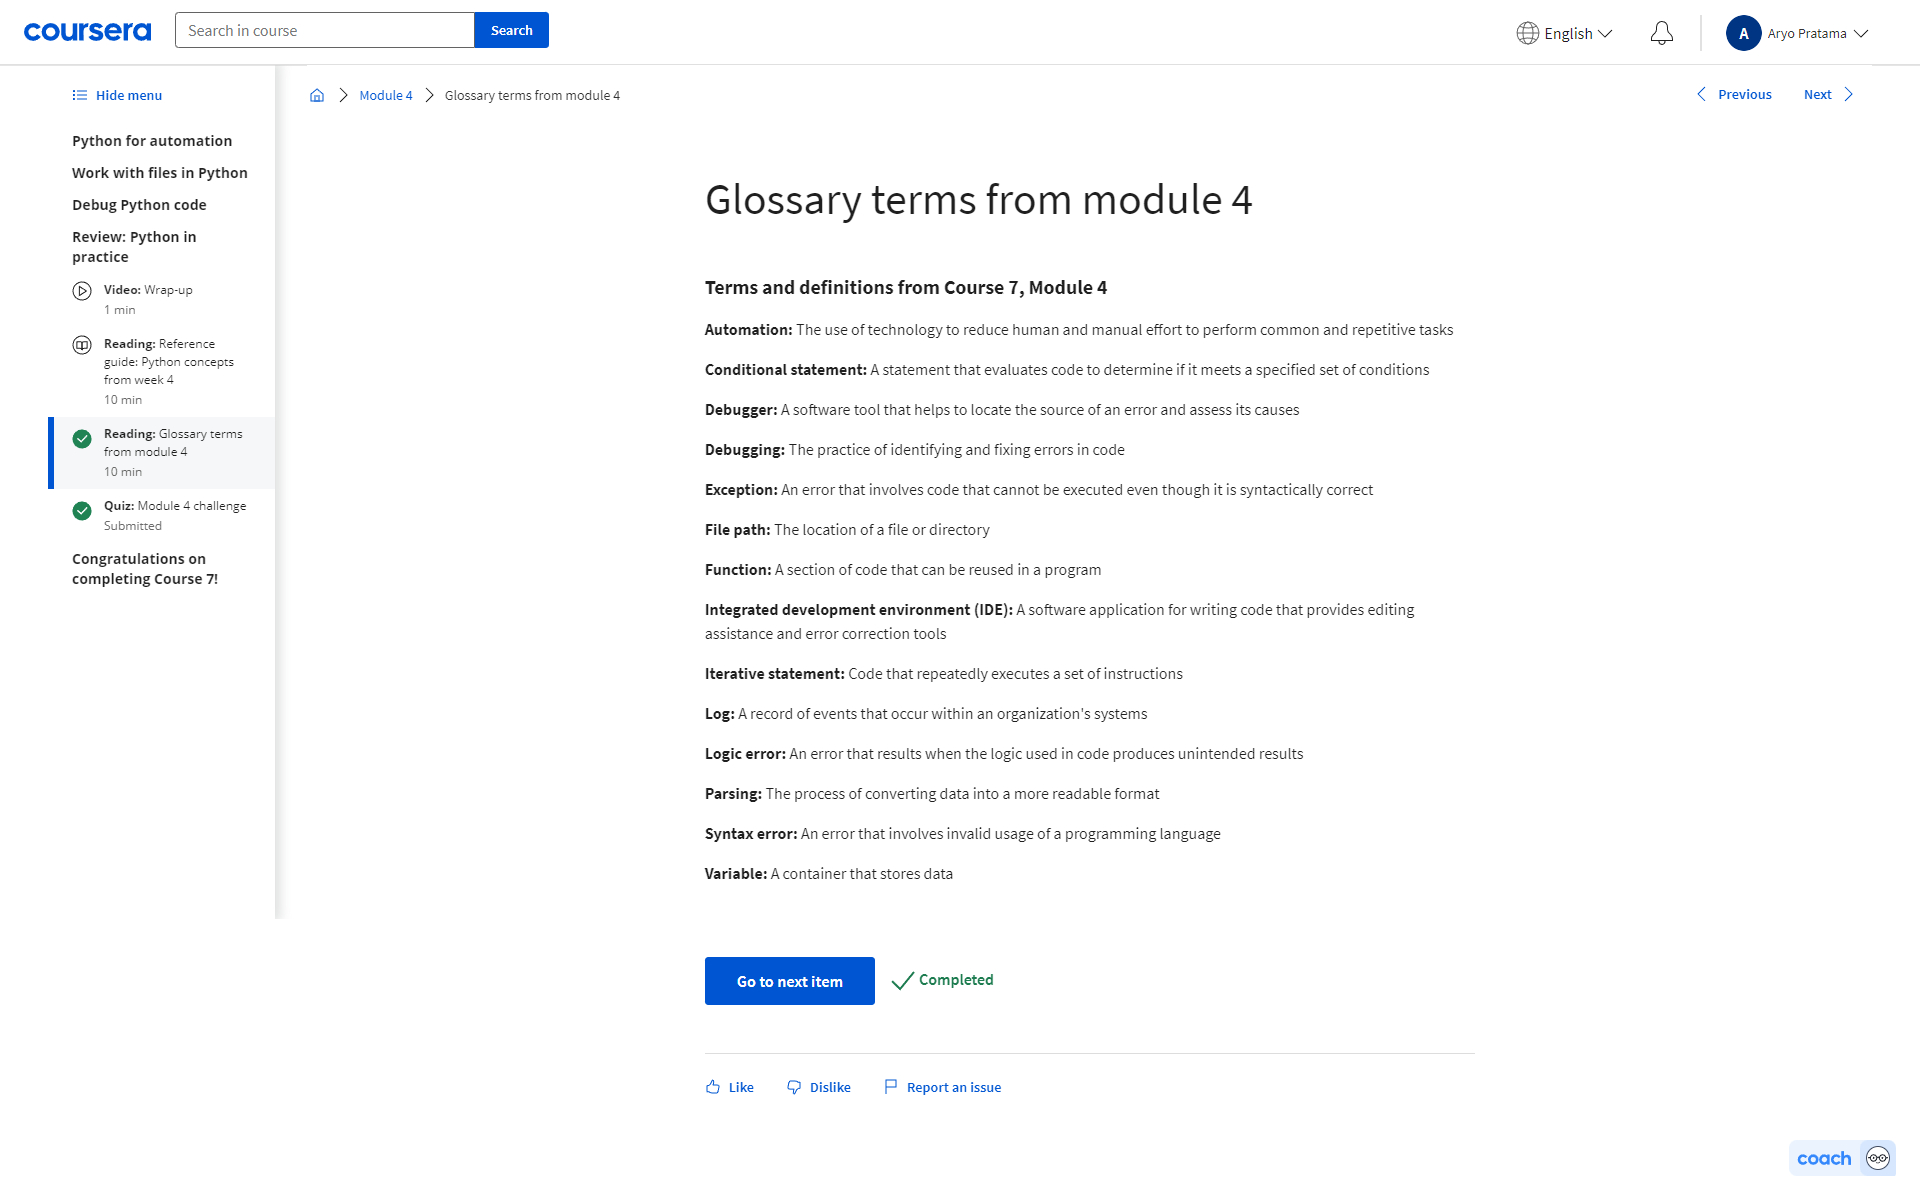 coursera
Search in course
Search
English
A
Aryo Pratama
Hide menu
Python for automation
Work with files in Python
Debug Python code
Review: Python in
practice
Video: Wrap-up
1 min
Reading: Reference
guide: Python concepts
from week 4
10 min
Reading: Glossary terms
from module 4
10 min
Quiz: Module 4 challenge
Submitted
Congratulations on
completing Course 7!
Module 4
Glossary terms from module 4
Previous
Next
Glossary terms from module 4
Terms and definitions from Course 7, Module 4
Automation: The use of technology to reduce human and manual effort to perform common and repetitive tasks
Conditional statement: A statement that evaluates code to determine if it meets a specified set of conditions
Debugger: A software tool that helps to locate the source of an error and assess its causes
Debugging: The practice of identifying and fixing errors in code
Exception: An error that involves code that cannot be executed even though it is syntactically correct
File path: The location of a file or directory
Function: A section of code that can be reused in a program
Integrated development environment (IDE): A software application for writing code that provides editing
assistance and error correction tools
Iterative statement: Code that repeatedly executes a set of instructions
Log: A record of events that occur within an organization's systems
Logic error: An error that results when the logic used in code produces unintended results
Parsing: The process of converting data into a more readable format
Syntax error: An error that involves invalid usage of a programming language
Variable: A container that stores data
Go to next item
Completed
Like
Dislike
Report an issue
coach